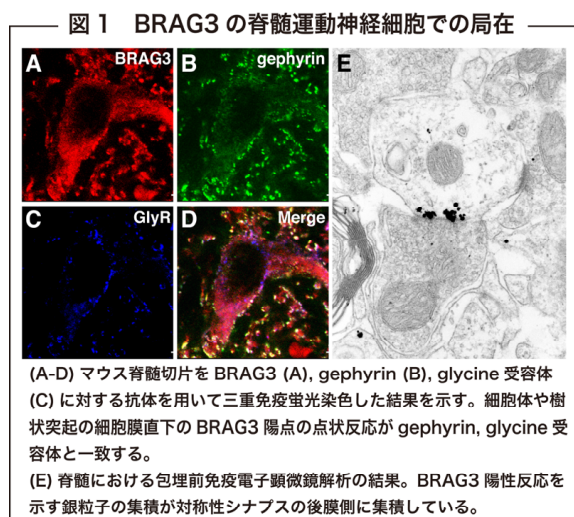 図1 BRAG3の脊髄運動神経細胞での局在
A BRAG3
B gephyrin
E
C GlyR
D Merge
(A-D) マウス脊髄切片を BRAG3 (A), gephyrin (B), glycine 受容体
(C) に対する抗体を用いて三重免疫蛍光染色した結果を示す。細胞体や樹
状突起の細胞膜直下の BRAG3 陽点の点状反応が gephyrin, glycine 受
容体と一致する。
(E) 脊髄における包埋前免疫電子顕微鏡解析の結果。BRAG3 陽性反応を
示す銀粒子の集積が対称性シナプスの後膜側に集積している。